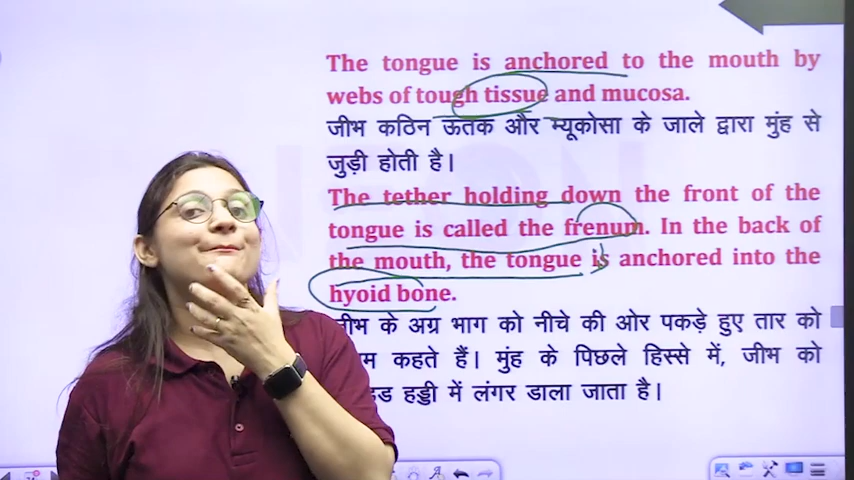 The tongue is anchored to the mouth by
webs of tough tissue and mucosa.
जीभ कठिन ऊतक और म्यूकोसा के जाले द्वारा मुंह से
जुड़ी होती है।
The tether holding down the front of the
tongue is called the frenum. In the back of
the mouth, the tongue is anchored into the
hyoid bone.
के अग्र भाग को नीचे की ओर पकड़े हुए तार को
कहते हैं। मुंह के पिछले हिस्से में, जीभ को
हड्डी में लंगर डाला जाता है।